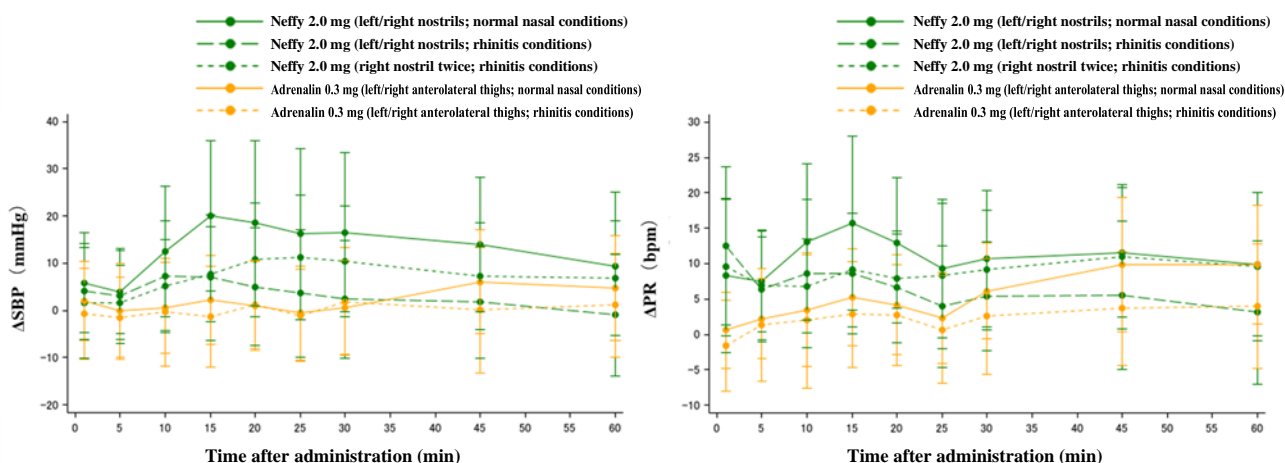 Neffy 2.0 mg (left/right nostrils; normal nasal conditions)
Neffy 2.0 mg (left/right nostrils; rhinitis conditions)
Neffy 2.0 mg (right nostril twice; rhinitis conditions)
Adrenalin 0.3 mg (left/right anterolateral thighs; normal nasal conditions)
Adrenalin 0.3 mg (left/right anterolateral thighs; rhinitis conditions)
40
30
20
10
0
−10
−20
ΔSBP (mmHg)
0 5 10 15 20 25 30 35 40 45 50 55 60
Time after administration (min)
Neffy 2.0 mg (left/right nostrils; normal nasal conditions)
Neffy 2.0 mg (left/right nostrils; rhinitis conditions)
Neffy 2.0 mg (right nostril twice; rhinitis conditions)
Adrenalin 0.3 mg (left/right anterolateral thighs; normal nasal conditions)
Adrenalin 0.3 mg (left/right anterolateral thighs; rhinitis conditions)
30
25
20
15
10
5
0
−5
−10
ΔPR (bpm)
0 5 10 15 20 25 30 35 40 45 50 55 60
Time after administration (min)